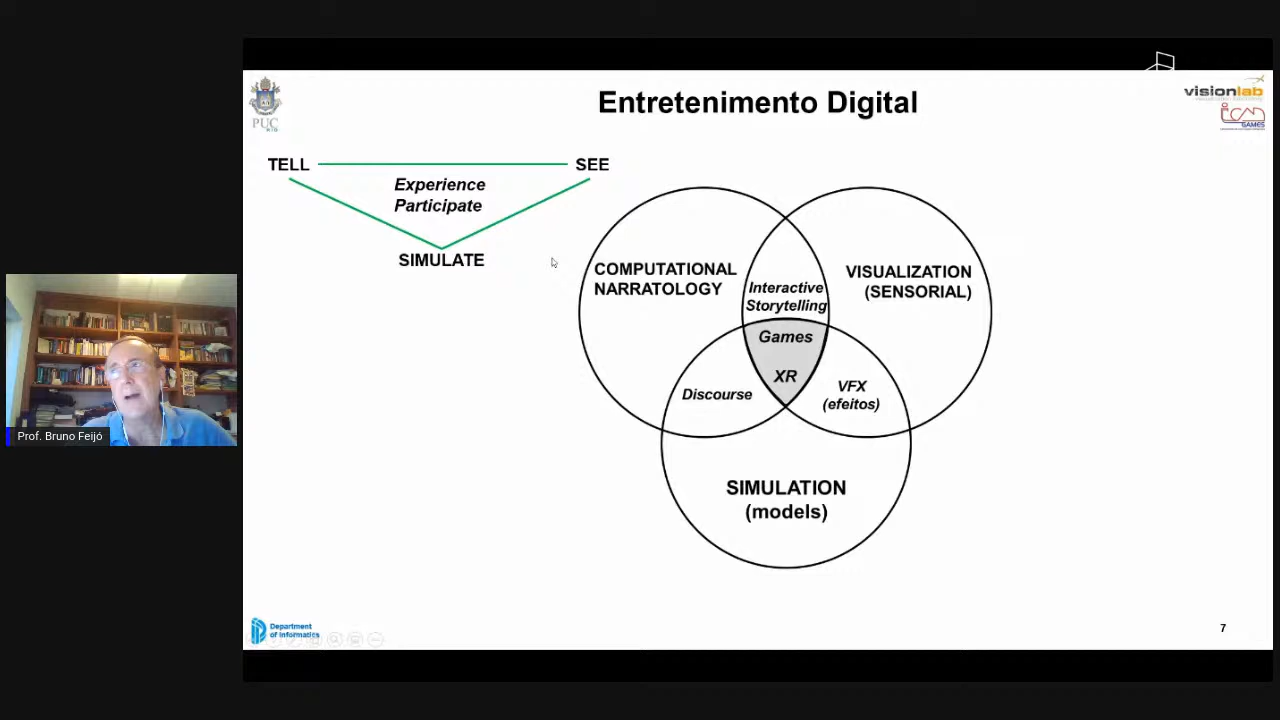 Entretenimento Digital
PUC
RIO
visionlab
ICAD
GAMES
TELL
SEE
Experience
Participate
SIMULATE
COMPUTATIONAL
NARRATOLOGY
VISUALIZATION
(SENSORIAL)
Interactive
Storytelling
Games
XR
Discourse
VFX
(efeitos)
SIMULATION
(models)
Prof. Bruno Feijó
Department
of Informatics
7